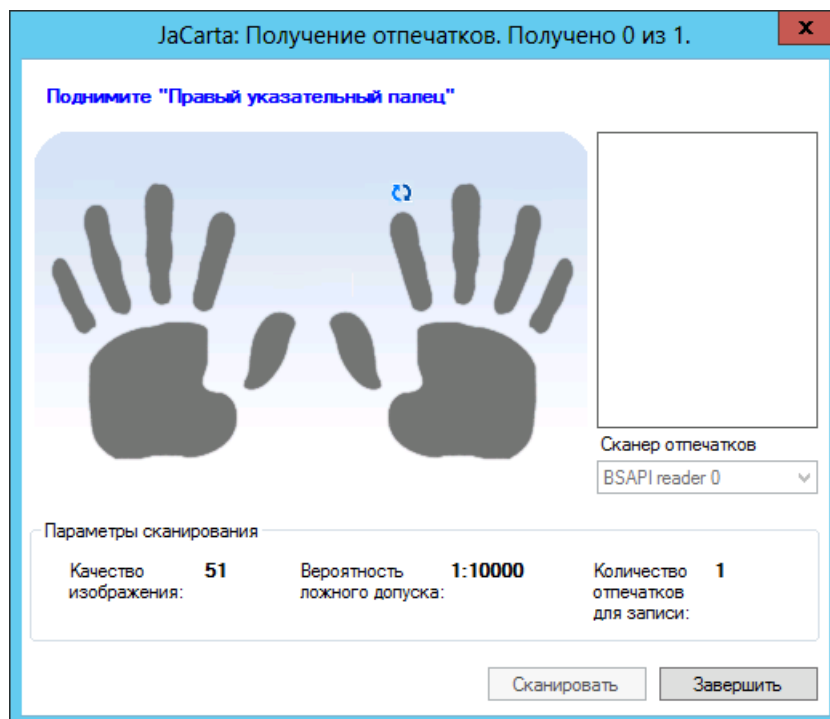 JaCarta: Получение отпечатков. Получено 0 из 1.
x
Поднимите "Правый указательный палец"
Сканер отпечатков
BSAPI reader 0
Параметры сканирования
Качество изображения: 51
Вероятность ложного допуска: 1:10000
Количество отпечатков для записи: 1
Сканировать
Завершить